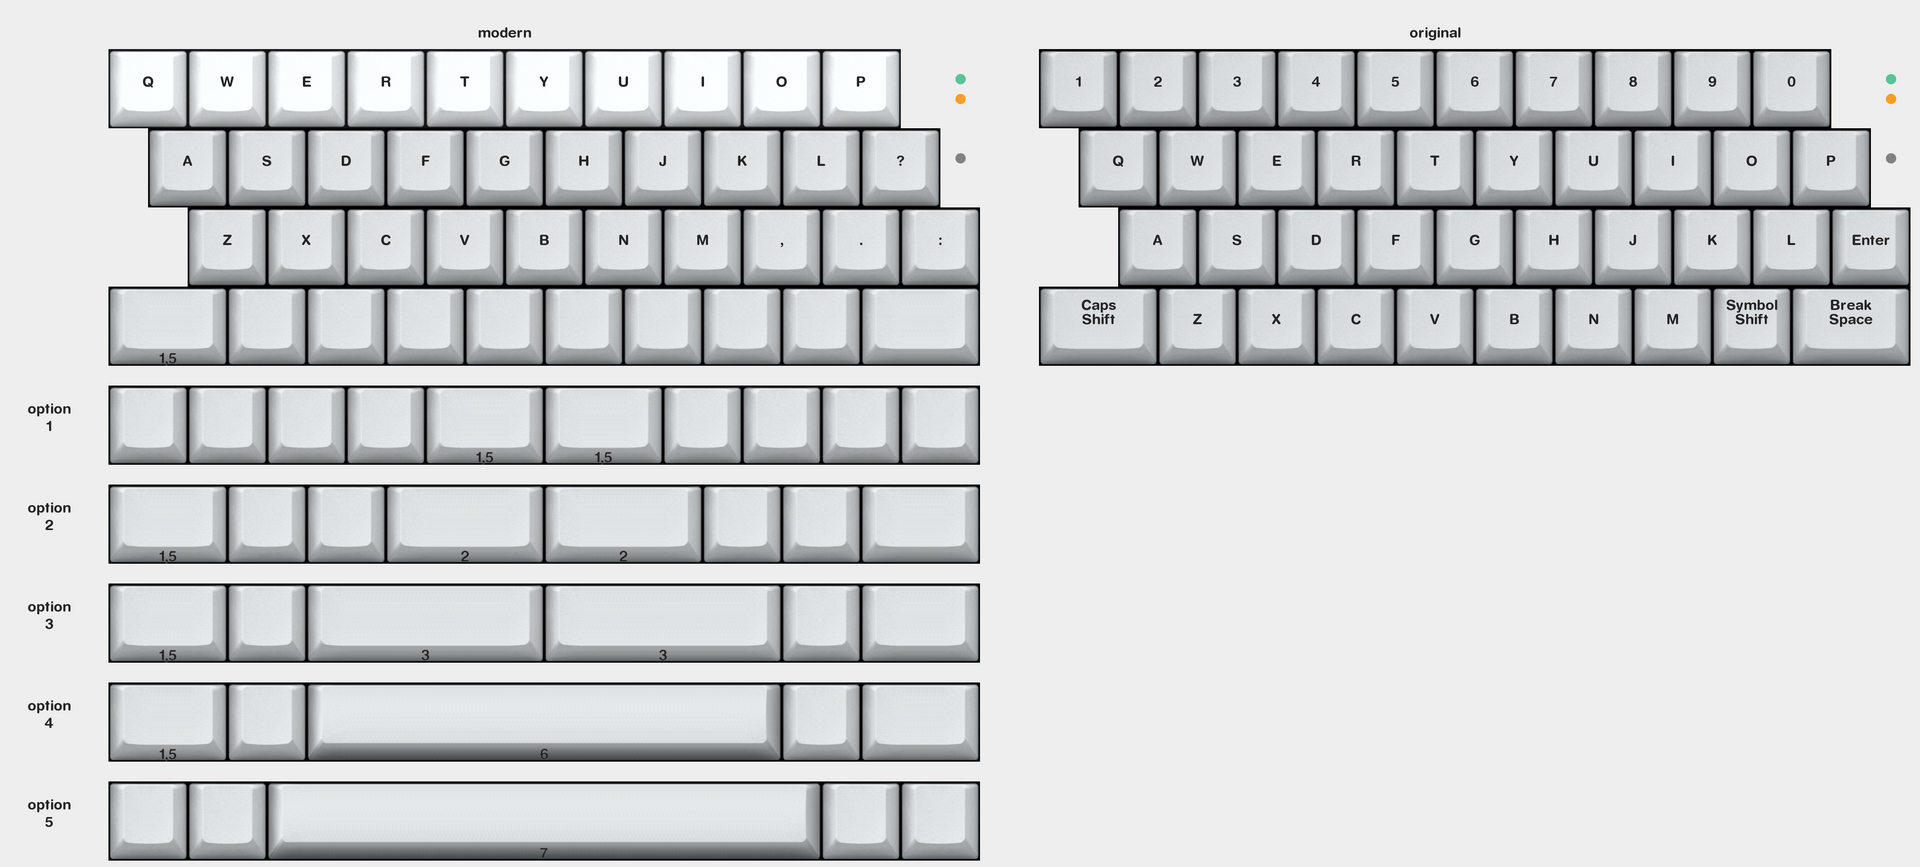 modern
original
Q W E R T Y U I O P
1 2 3 4 5 6 7 8 9 0
A S D F G H J K L ?
Q W E R T Y U I O P
Z X C V B N M , . :
A S D F G H J K L Enter
1.5
Caps
Shift
Z X C V B N M
Symbol
Shift
Break
Space
option
1
1.5 1.5
option
2
1.5 2 2
option
3
1.5 3 3
option
4
1.5 6
option
5
7